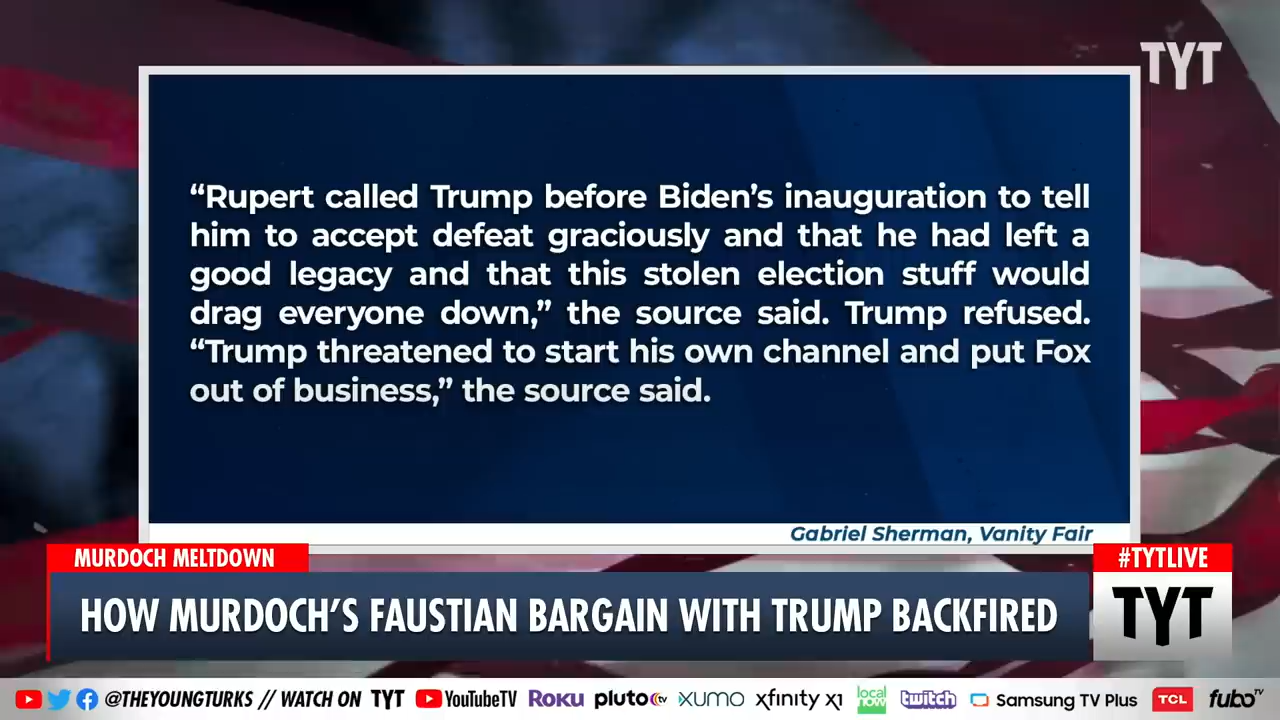 TYT
“Rupert called Trump before Biden’s inauguration to tell
him to accept defeat graciously and that he had left a
good legacy and that this stolen election stuff would
drag everyone down,” the source said. Trump refused.
“Trump threatened to start his own channel and put Fox
out of business,” the source said.
Gabriel Sherman, Vanity Fair
MURDOCH MELTDOWN
#TYTLIVE
HOW MURDOCH’S FAUSTIAN BARGAIN WITH TRUMP BACKFIRED
TYT
@THEYOUNGTURKS // WATCH ON TYT YouTubeTV ROKU pluto tv XUMO xfinity X1 local now twitch Samsung TV Plus TCL fubo TV